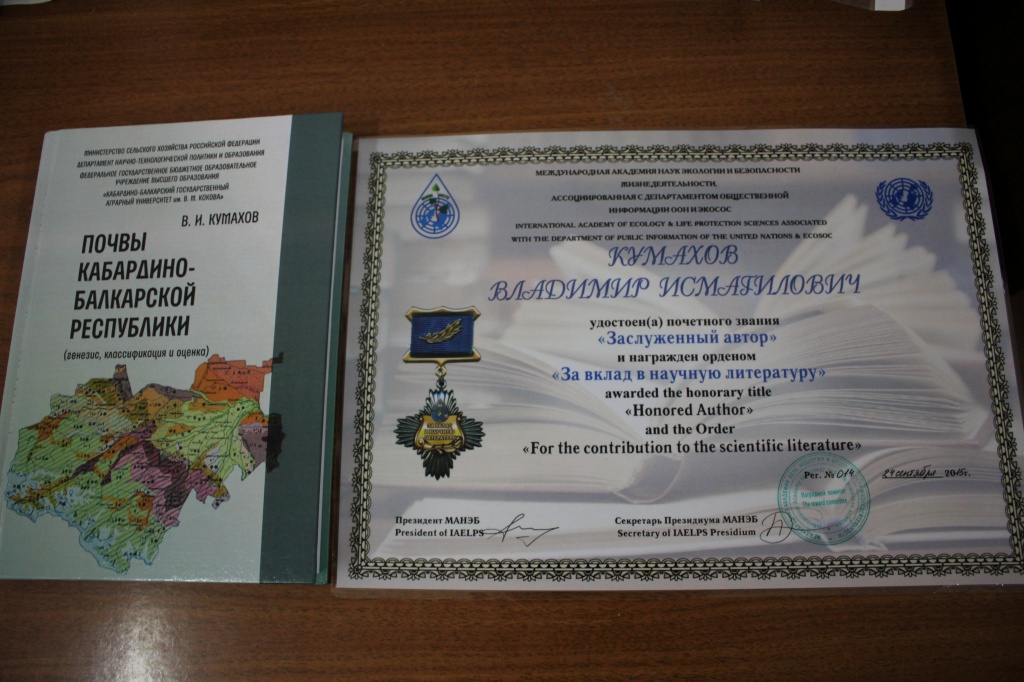 МИНИСТЕРСТВО СЕЛЬСКОГО ХОЗЯЙСТВА РОССИЙСКОЙ ФЕДЕРАЦИИ
ДЕПАРТАМЕНТ НАУЧНО-ТЕХНОЛОГИЧЕСКОЙ ПОЛИТИКИ И ОБРАЗОВАНИЯ
ФЕДЕРАЛЬНОЕ ГОСУДАРСТВЕННОЕ БЮДЖЕТНОЕ ОБРАЗОВАТЕЛЬНОЕ
УЧРЕЖДЕНИЕ ВЫСШЕГО ОБРАЗОВАНИЯ
«КАБАРДИНО-БАЛКАРСКИЙ ГОСУДАРСТВЕННЫЙ
АГРАРНЫЙ УНИВЕРСИТЕТ им. В. М. КОКОВА»
В. И. КУМАХОВ
ПОЧВЫ
КАБАРДИНО-
БАЛКАРСКОЙ
РЕСПУБЛИКИ
(генезис, классификация и оценка)
МЕЖДУНАРОДНАЯ АКАДЕМИЯ НАУК ЭКОЛОГИИ И БЕЗОПАСНОСТИ
ЖИЗНЕДЕЯТЕЛЬНОСТИ,
АССОЦИИРОВАННАЯ С ДЕПАРТАМЕНТОМ ОБЩЕСТВЕННОЙ
ИНФОРМАЦИИ ООН И ЭКОСОС
INTERNATIONAL ACADEMY OF ECOLOGY & LIFE PROTECTION SCIENCES ASSOCIATED
WITH THE DEPARTMENT OF PUBLIC INFORMATION OF THE UNITED NATIONS & ECOSOC
КУМАХОВ
ВЛАДИМИР ИСМАГИЛОВИЧ
удостоен(а) почетного звания
«Заслуженный автор»
и награжден орденом
«За вклад в научную литературу»
awarded the honorary title
«Honored Author»
and the Order
«For the contribution to the scientific literature»
Рег. № 014 24 сентября 2015г.
Президент МАНЭБ
President of IAELPS
Секретарь Президиума МАНЭБ
Secretary of IAELPS Presidium